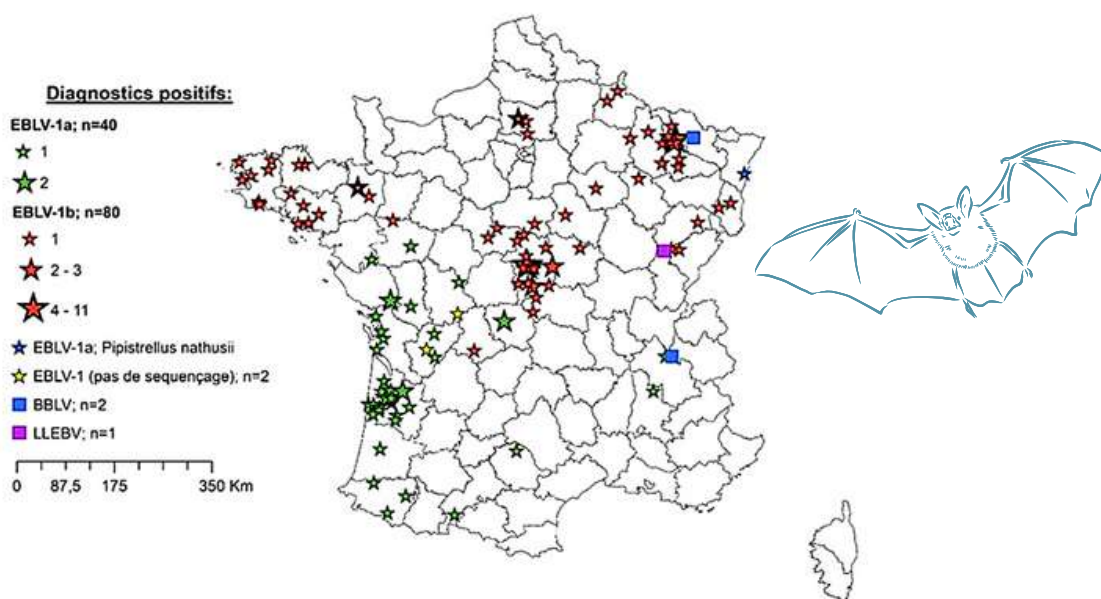 Diagnostics positifs:
EBLV-1a; n=40
1
2
EBLV-1b; n=80
1
2 - 3
4 - 11
EBLV-1a; Pipistrellus nathusii
EBLV-1 (pas de sequençage); n=2
BBLV; n=2
LLEBV; n=1
0 87,5 175 350 Km